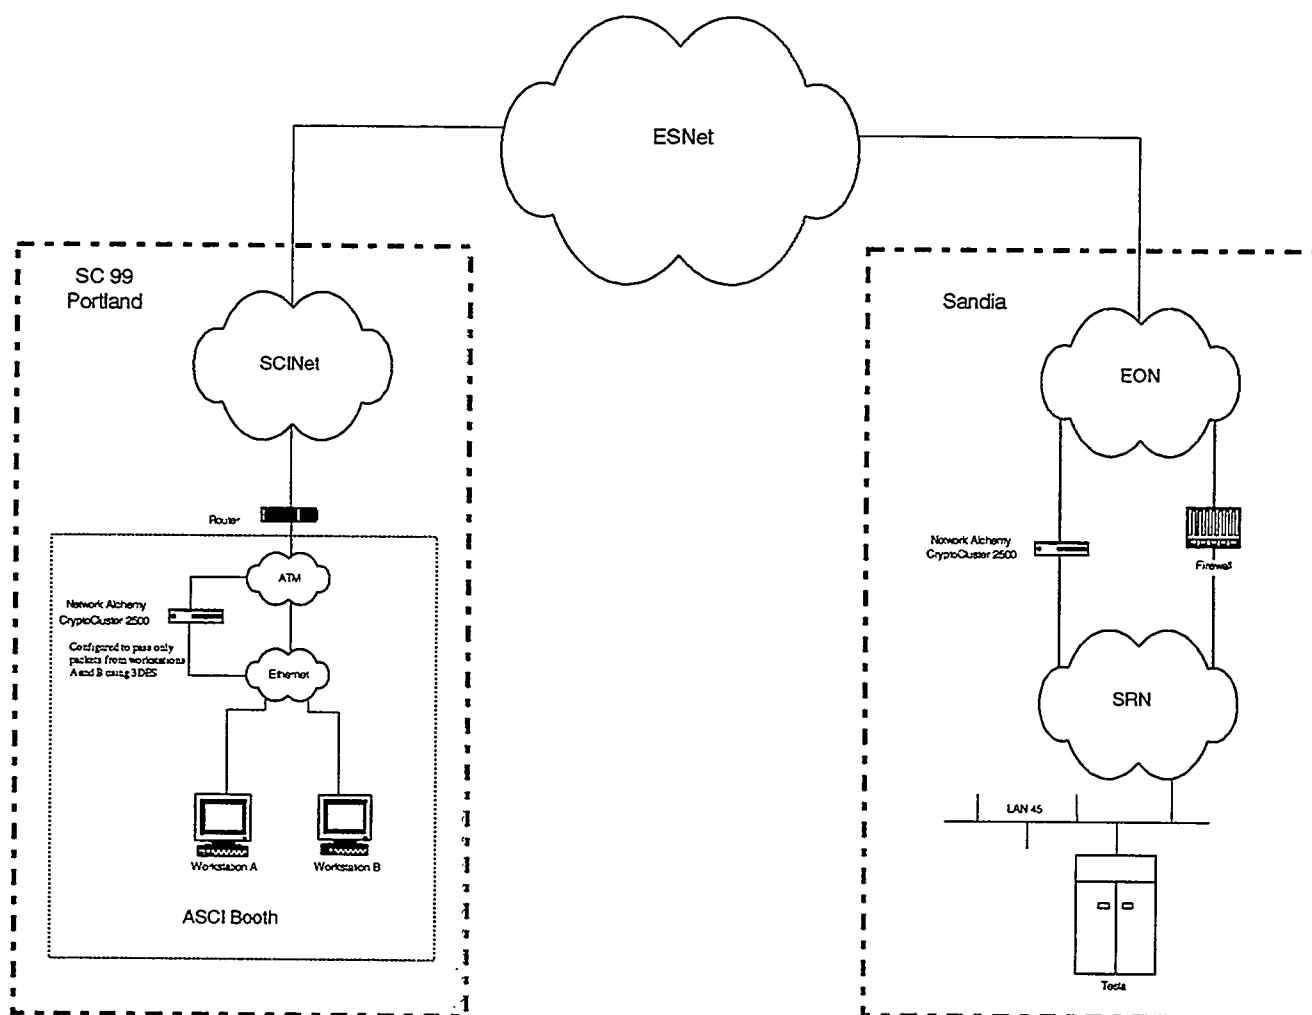 ESNet
SC 99
Portland
SCINet
Router
ATM
Network Alchemy
CryptoCluster 2500
Configured to pass only
packets from workstations
A and B using 3DES
Ethernet
Workstation A
Workstation B
ASCI Booth
Sandia
EON
Network Alchemy
CryptoCluster 2500
Firewall
SRN
LAN 45